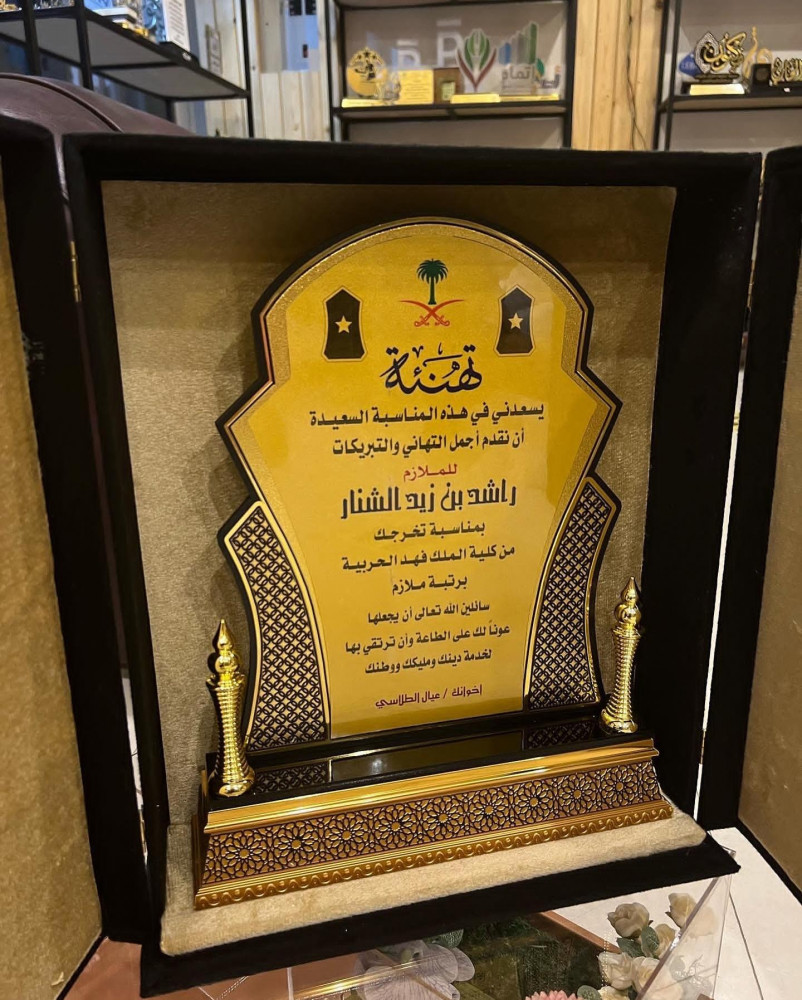 تهنئة
يسعدني في هذه المناسبة السعيدة
أن نقدم أجمل التهاني والتبريكات
للملازم
راشد بن زيد الشنار
بمناسبة تخرجك
من كلية الملك فهد الحربية
برتبة ملازم
سائلين الله تعالى أن يجعلها
عوناً لك على الطاعة وأن ترتقي بها
لخدمة دينك ومليكك ووطنك
إخوانك / عيال الطلاسي